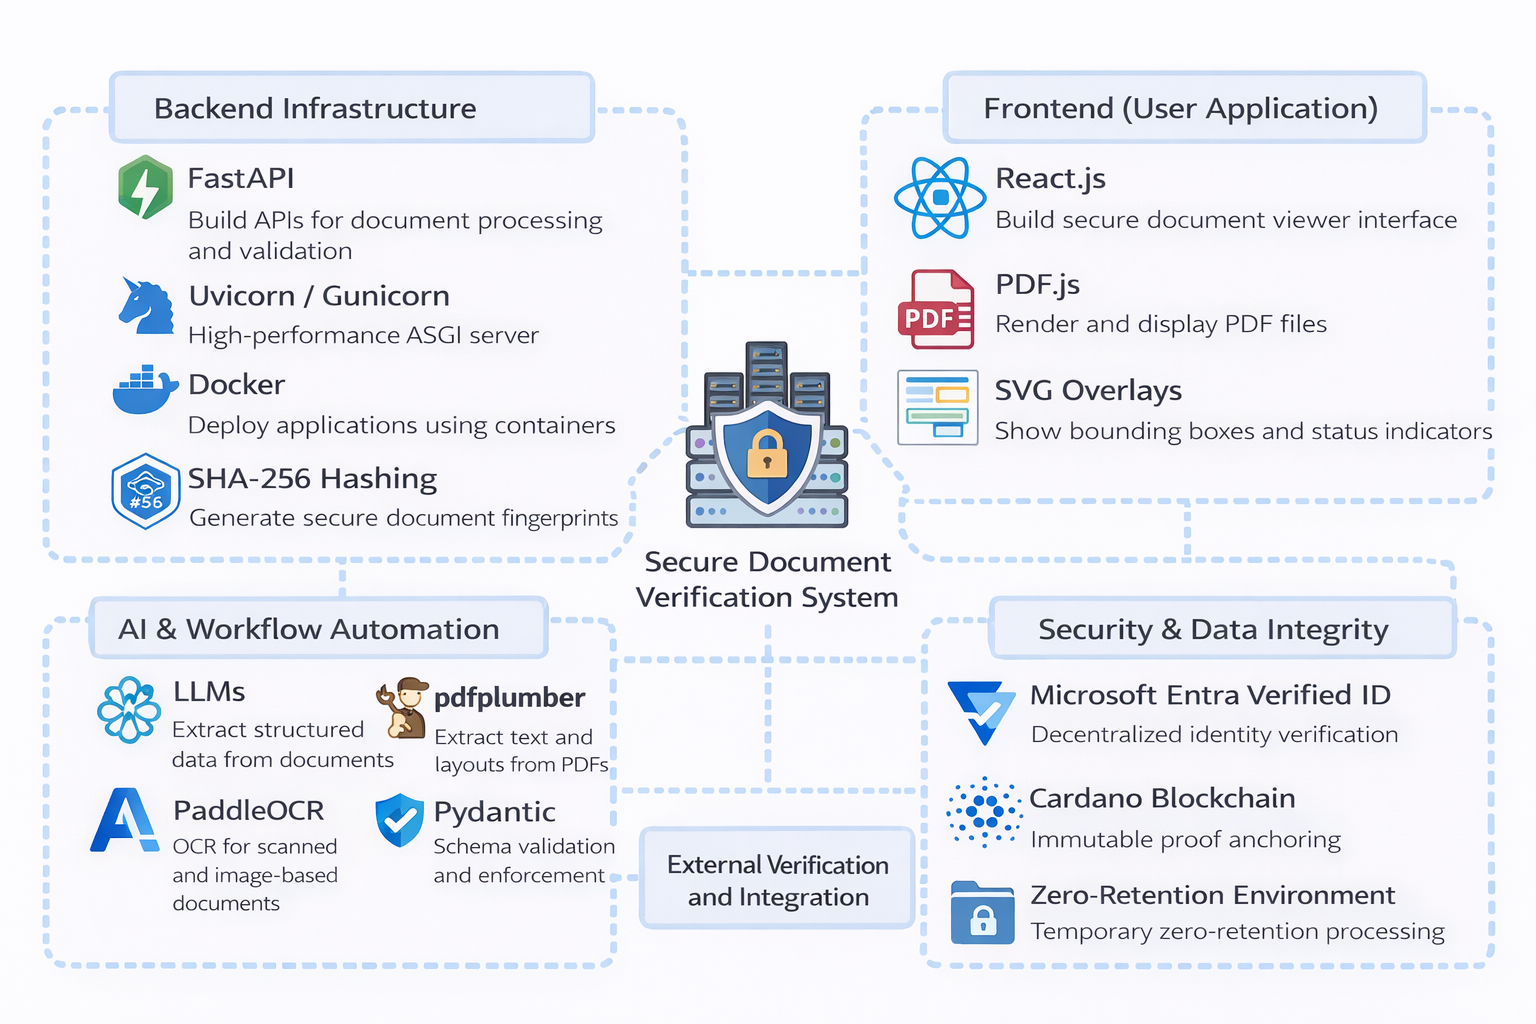 Backend Infrastructure
FastAPI
Build APIs for document processing
and validation
Uvicorn / Gunicorn
High-performance ASGI server
Docker
Deploy applications using containers
#56
SHA-256 Hashing
Generate secure document fingerprints
Frontend (User Application)
React.js
Build secure document viewer interface
PDF
PDF.js
Render and display PDF files
SVG Overlays
Show bounding boxes and status indicators
Secure Document
Verification System
AI & Workflow Automation
LLMs
Extract structured
data from documents
pdfplumber
Extract text and
layouts from PDFs
PaddleOCR
OCR for scanned
and image-based
documents
Pydantic
Schema validation
and enforcement
External Verification
and Integration
Security & Data Integrity
Microsoft Entra Verified ID
Decentralized identity verification
Cardano Blockchain
Immutable proof anchoring
Zero-Retention Environment
Temporary zero-retention processing